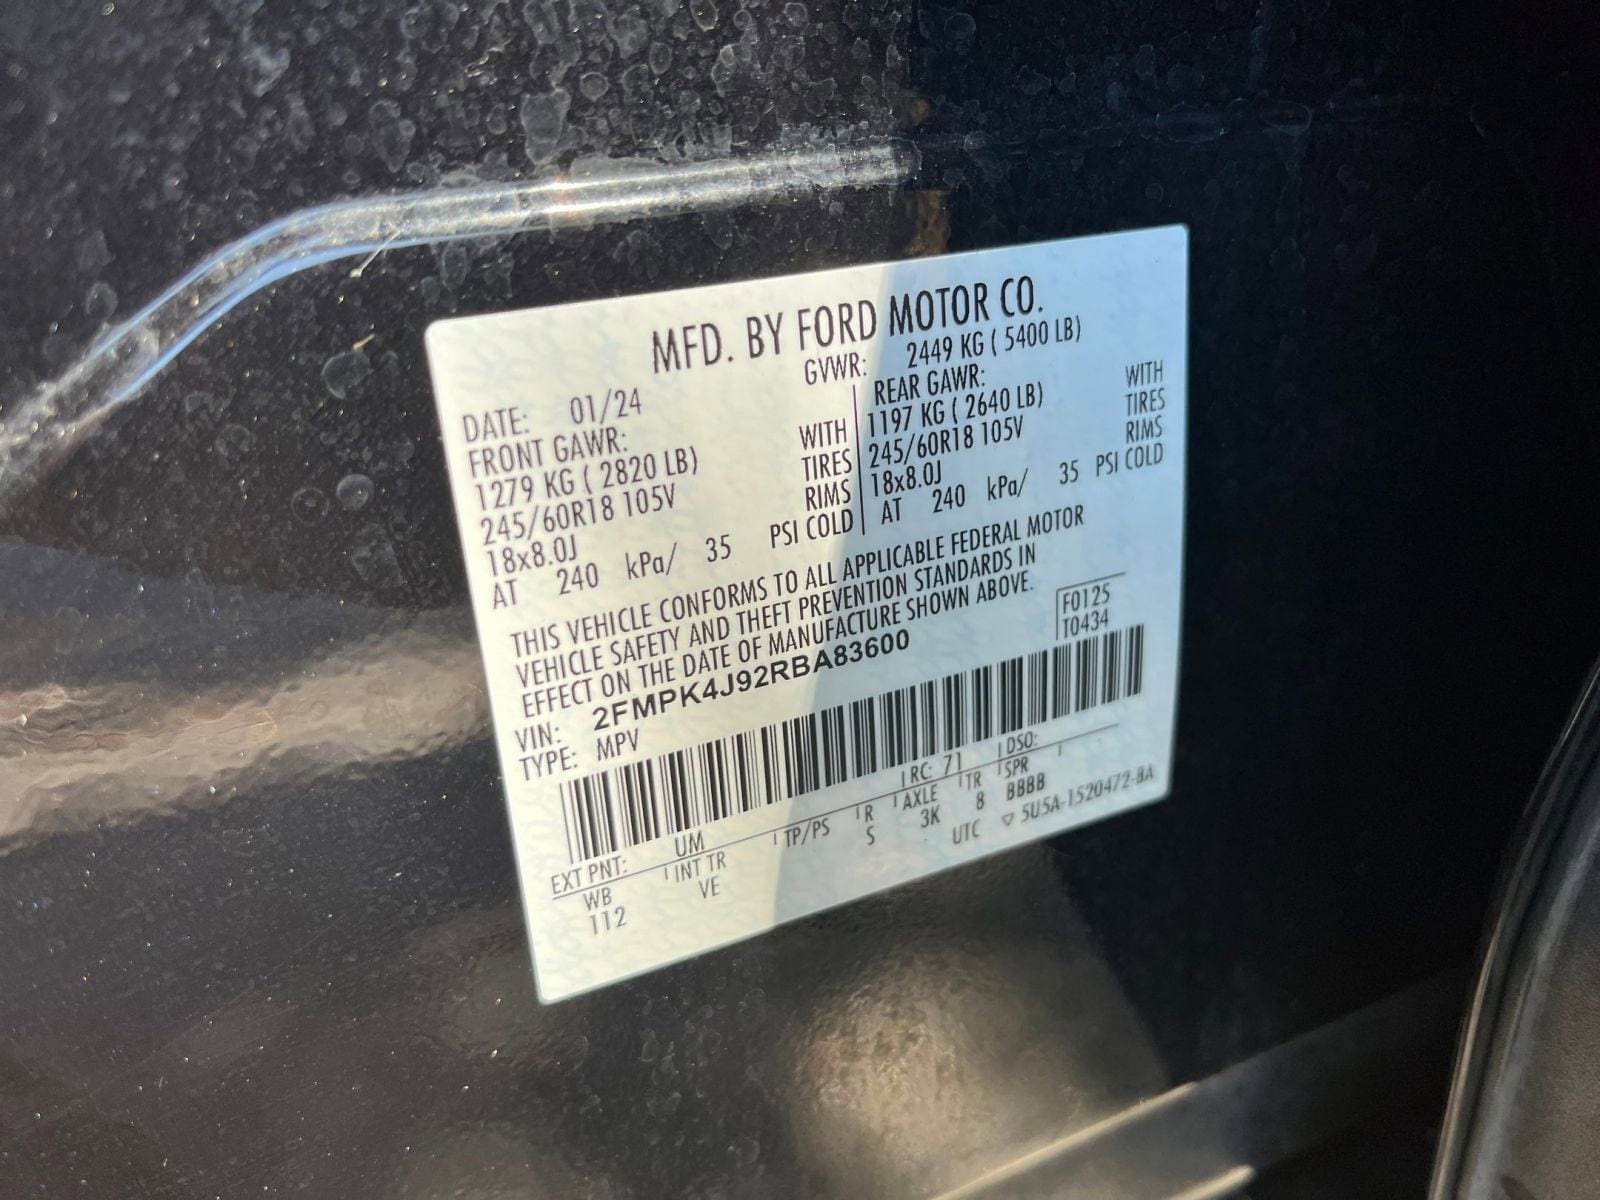 MFD. BY FORD MOTOR CO.
DATE: 01/24 GVWR: 2449 KG ( 5400 LB)
FRONT GAWR: REAR GAWR:
1279 KG ( 2820 LB) WITH 1197 KG ( 2640 LB) WITH
245/60R18 105V TIRES 245/60R18 105V TIRES
18x8.0J RIMS 18x8.0J RIMS
AT 240 kPa/ 35 PSI COLD AT 240 kPa/ 35 PSI COLD
THIS VEHICLE CONFORMS TO ALL APPLICABLE FEDERAL MOTOR
VEHICLE SAFETY AND THEFT PREVENTION STANDARDS IN
EFFECT ON THE DATE OF MANUFACTURE SHOWN ABOVE.
VIN: 2FMPK4J92RBA83600 F0125
TYPE: MPV T0434
EXT PNT: UM RC: 71 DSO:
WB INT TR TP/PS R AXLE TR SPR
112 VE S 3K 8 BBBB
UTC ▽ 5U5A-1520472-BA